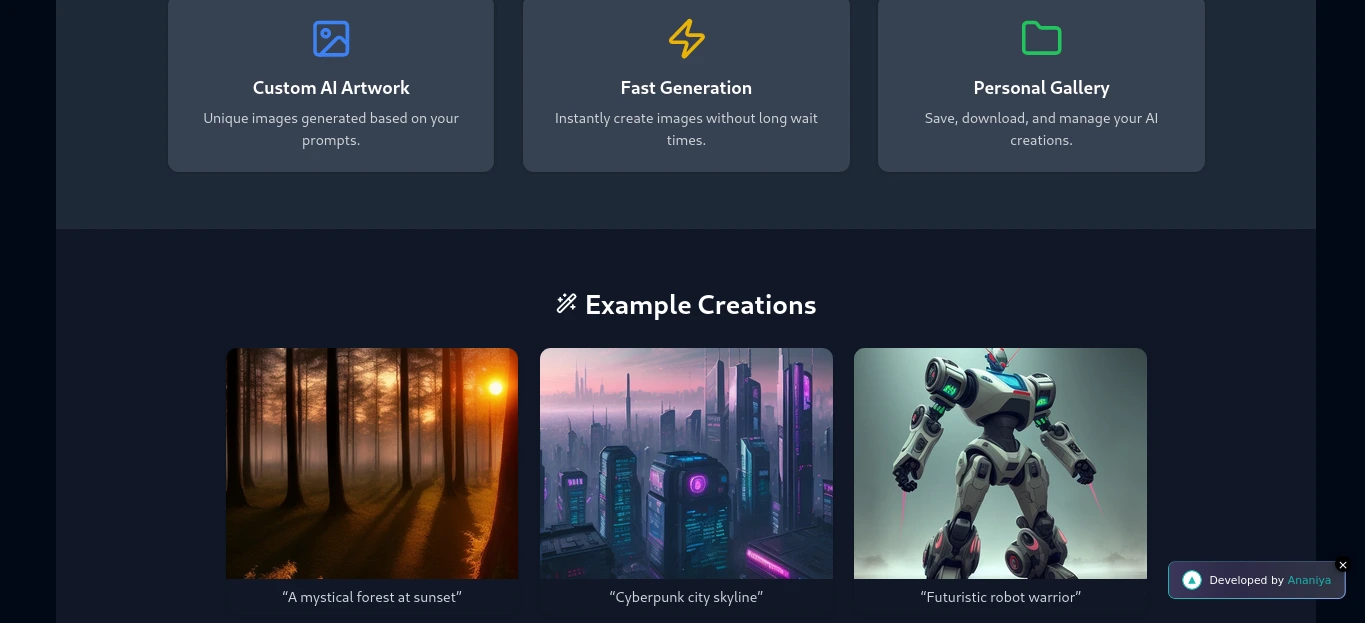 Custom AI Artwork
Unique images generated based on your
prompts.
Fast Generation
Instantly create images without long wait
times.
Personal Gallery
Save, download, and manage your AI
creations.
Example Creations
“A mystical forest at sunset”
“Cyberpunk city skyline”
“Futuristic robot warrior”
Developed by Ananiya